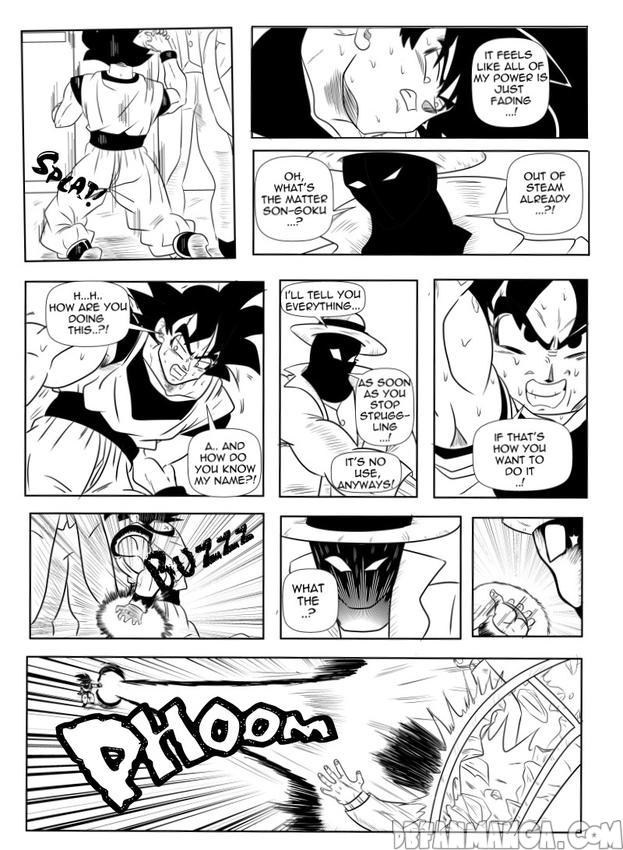 SPLAT!
IT FEELS
LIKE ALL OF
MY POWER IS
JUST
FADING
...!
OH,
WHAT'S
THE MATTER
SON-GOKU
...?
OUT OF
STEAM
ALREADY
...?!
H...H..
HOW ARE YOU
DOING
THIS..?!
A.. AND
HOW DO
YOU KNOW
MY NAME?!
I'LL TELL YOU
EVERYTHING...
AS SOON
AS YOU
STOP
STRUGG-
LING
....!
IT'S NO
USE,
ANYWAYS!
IF THAT'S
HOW YOU
WANT TO
DO IT
..!
BUZZZ
WHAT
THE
..?
PHOOM
DBFANMANGA.COM